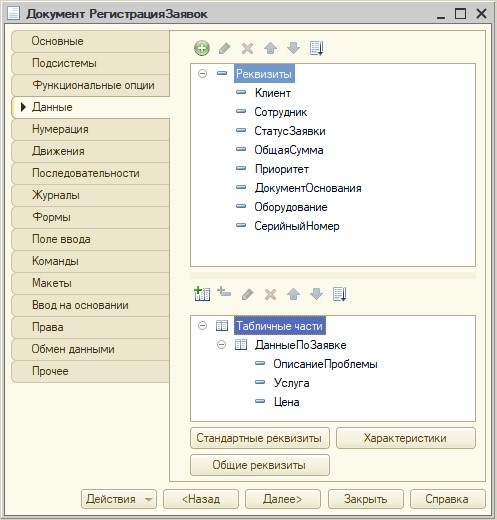 Документ РегистрацияЗаявок
Основные
Подсистемы
Функциональные опции
Данные
Нумерация
Движения
Последовательности
Журналы
Формы
Поле ввода
Команды
Макеты
Ввод на основании
Права
Обмен данными
Прочее
Реквизиты
Клиент
Сотрудник
СтатусЗаявки
ОбщаяСумма
Приоритет
ДокументОснования
Оборудование
СерийныйНомер
Табличные части
ДанныеПоЗаявке
ОписаниеПроблемы
Услуга
Цена
Стандартные реквизиты
Характеристики
Общие реквизиты
Действия
<Назад
Далее>
Закрыть
Справка